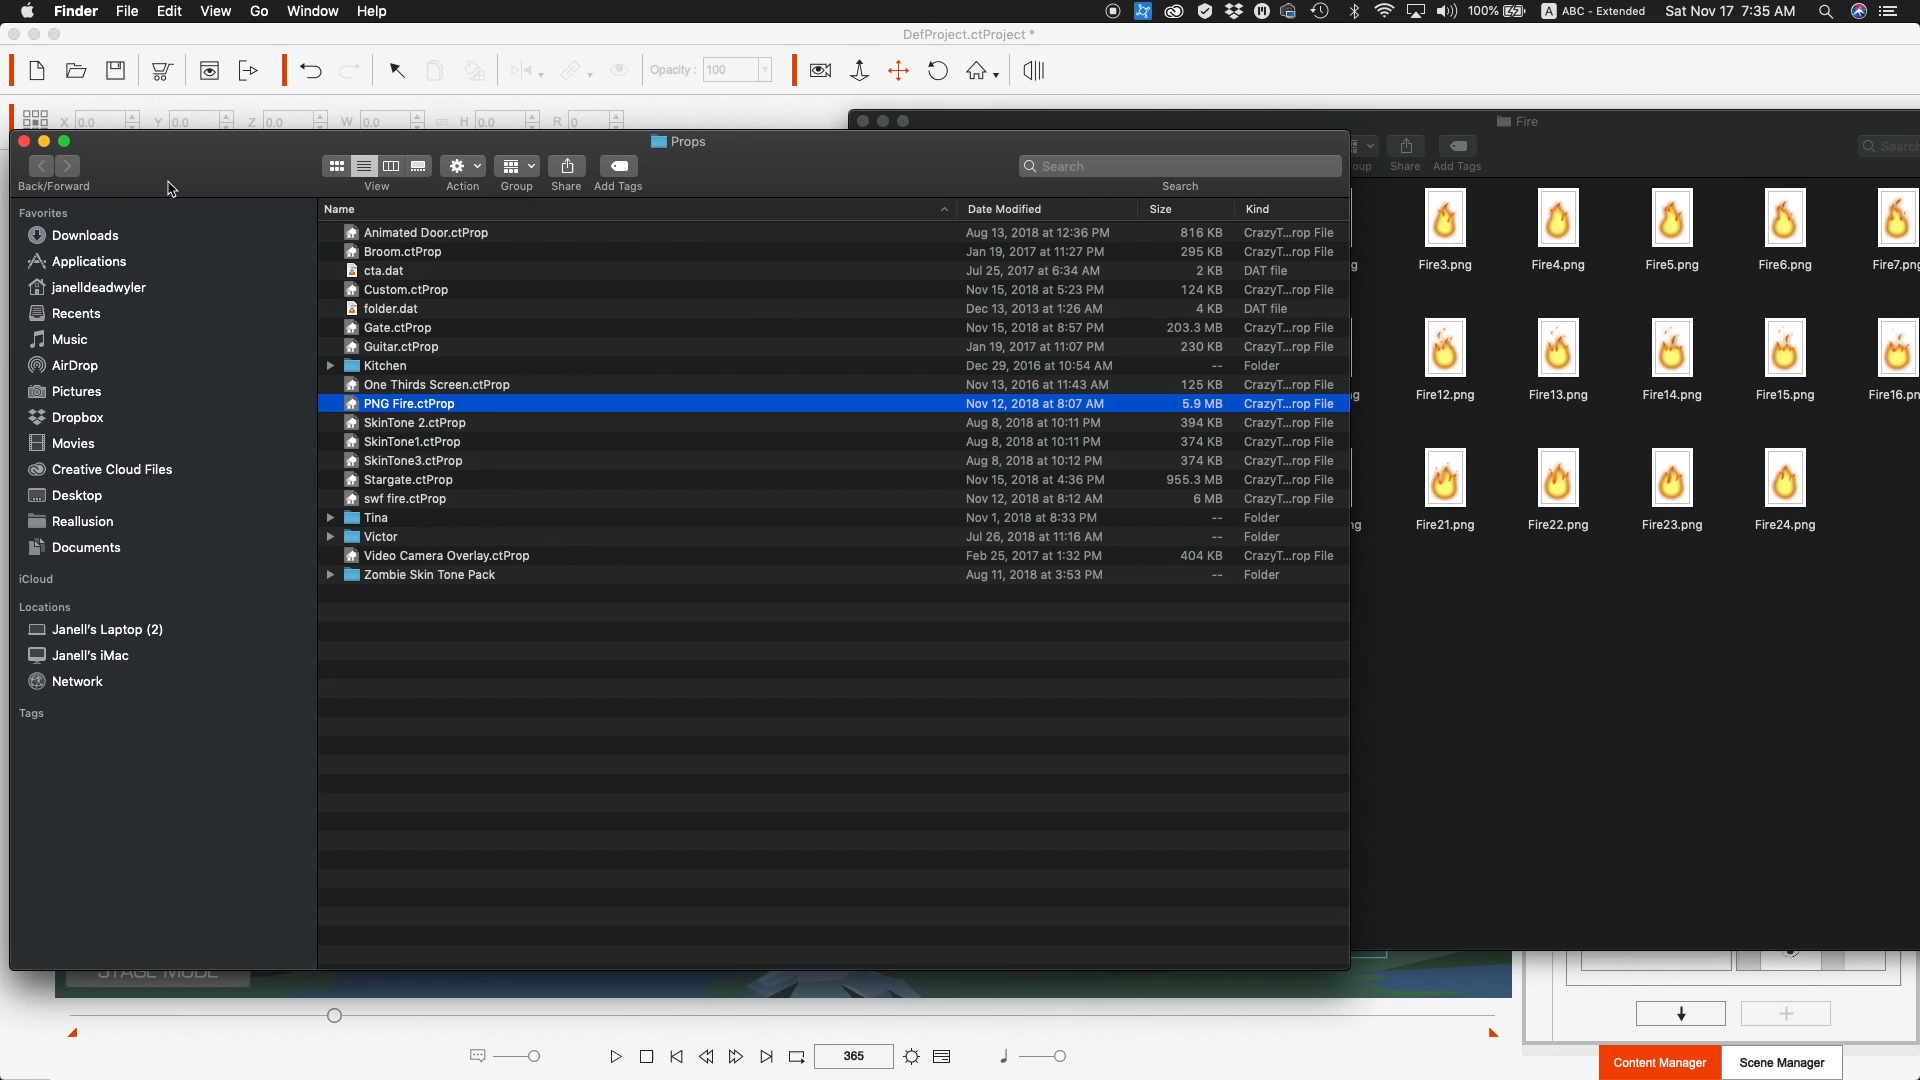 Finder File Edit View Go Window Help
100% A ABC - Extended Sat Nov 17 7:35 AM
DefProject.ctProject *
Opacity : 100
X 0.0 Y 0.0 Z 0.0 W 0.0 H 0.0 R 0
Fire
Share Add Tags
Search
Props
Search
Back/Forward View Action Group Share Add Tags Search
Favorites
Downloads
Applications
janelldeadwyler
Recents
Music
AirDrop
Pictures
Dropbox
Movies
Creative Cloud Files
Desktop
Reallusion
Documents
iCloud
Locations
Janell's Laptop (2)
Janell's iMac
Network
Tags
Name Date Modified Size Kind
Animated Door.ctProp Aug 13, 2018 at 12:36 PM 816 KB CrazyT...rop File
Broom.ctProp Jan 19, 2017 at 11:27 PM 295 KB CrazyT...rop File
cta.dat Jul 25, 2017 at 6:34 AM 2 KB DAT file
Custom.ctProp Nov 15, 2018 at 5:23 PM 124 KB CrazyT...rop File
folder.dat Dec 13, 2013 at 1:26 AM 4 KB DAT file
Gate.ctProp Nov 15, 2018 at 8:57 PM 203.3 MB CrazyT...rop File
Guitar.ctProp Jan 19, 2017 at 11:07 PM 230 KB CrazyT...rop File
Kitchen Dec 29, 2016 at 10:54 AM -- Folder
One Thirds Screen.ctProp Nov 13, 2016 at 11:43 AM 125 KB CrazyT...rop File
PNG Fire.ctProp Nov 12, 2018 at 8:07 AM 5.9 MB CrazyT...rop File
SkinTone 2.ctProp Aug 8, 2018 at 10:11 PM 394 KB CrazyT...rop File
SkinTone1.ctProp Aug 8, 2018 at 10:11 PM 374 KB CrazyT...rop File
SkinTone3.ctProp Aug 8, 2018 at 10:12 PM 374 KB CrazyT...rop File
Stargate.ctProp Nov 15, 2018 at 4:36 PM 955.3 MB CrazyT...rop File
swf fire.ctProp Nov 12, 2018 at 8:12 AM 6 MB CrazyT...rop File
Tina Nov 1, 2018 at 8:33 PM -- Folder
Victor Jul 26, 2018 at 11:16 AM -- Folder
Video Camera Overlay.ctProp Feb 25, 2017 at 1:32 PM 404 KB CrazyT...rop File
Zombie Skin Tone Pack Aug 11, 2018 at 3:53 PM -- Folder
Fire3.png Fire4.png Fire5.png Fire6.png Fire7.png
Fire12.png Fire13.png Fire14.png Fire15.png Fire16.pn
Fire21.png Fire22.png Fire23.png Fire24.png
STAGE MODE
365
Content Manager Scene Manager